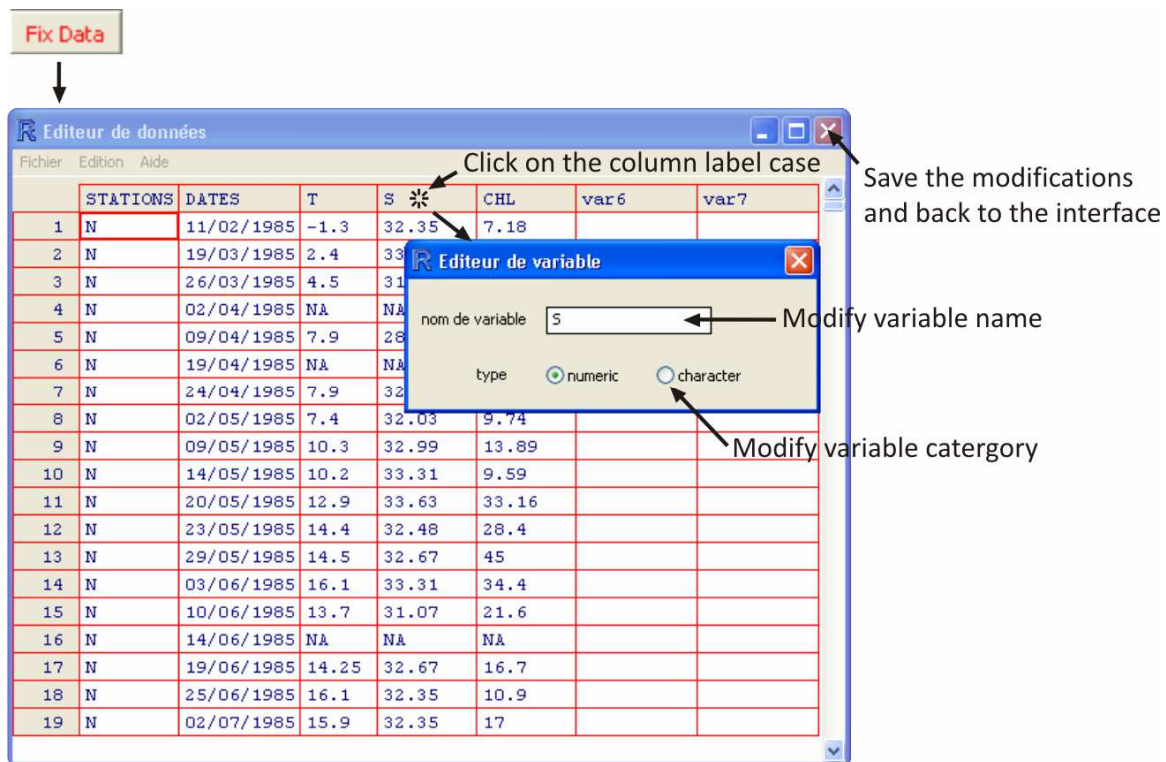 Fix Data
Editeur de données
Fichier Edition Aide
Click on the column label case
Save the modifications
and back to the interface
STATIONS DATES T S CHL var6 var7
1 N 11/02/1985 -1.3 32.35 7.18
2 N 19/03/1985 2.4 33
Editeur de variable
3 N 26/03/1985 4.5 31
4 N 02/04/1985 NA NA
nom de variable S
Modify variable name
5 N 09/04/1985 7.9 28
6 N 19/04/1985 NA NA
type numeric character
7 N 24/04/1985 7.9 32
8 N 02/05/1985 7.4 32.03 9.74
9 N 09/05/1985 10.3 32.99 13.89
Modify variable catergory
10 N 14/05/1985 10.2 33.31 9.59
11 N 20/05/1985 12.9 33.63 33.16
12 N 23/05/1985 14.4 32.48 28.4
13 N 29/05/1985 14.5 32.67 45
14 N 03/06/1985 16.1 33.31 34.4
15 N 10/06/1985 13.7 31.07 21.6
16 N 14/06/1985 NA NA NA
17 N 19/06/1985 14.25 32.67 16.7
18 N 25/06/1985 16.1 32.35 10.9
19 N 02/07/1985 15.9 32.35 17